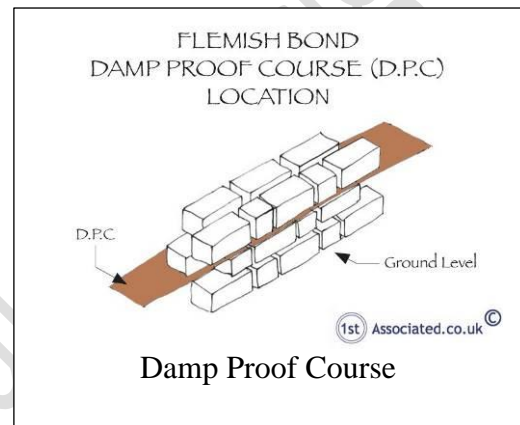 FLEMISH BOND
DAMP PROOF COURSE (D.P.C)
LOCATION
D.P.C
Ground Level
1st Associated.co.uk ©
Damp Proof Course